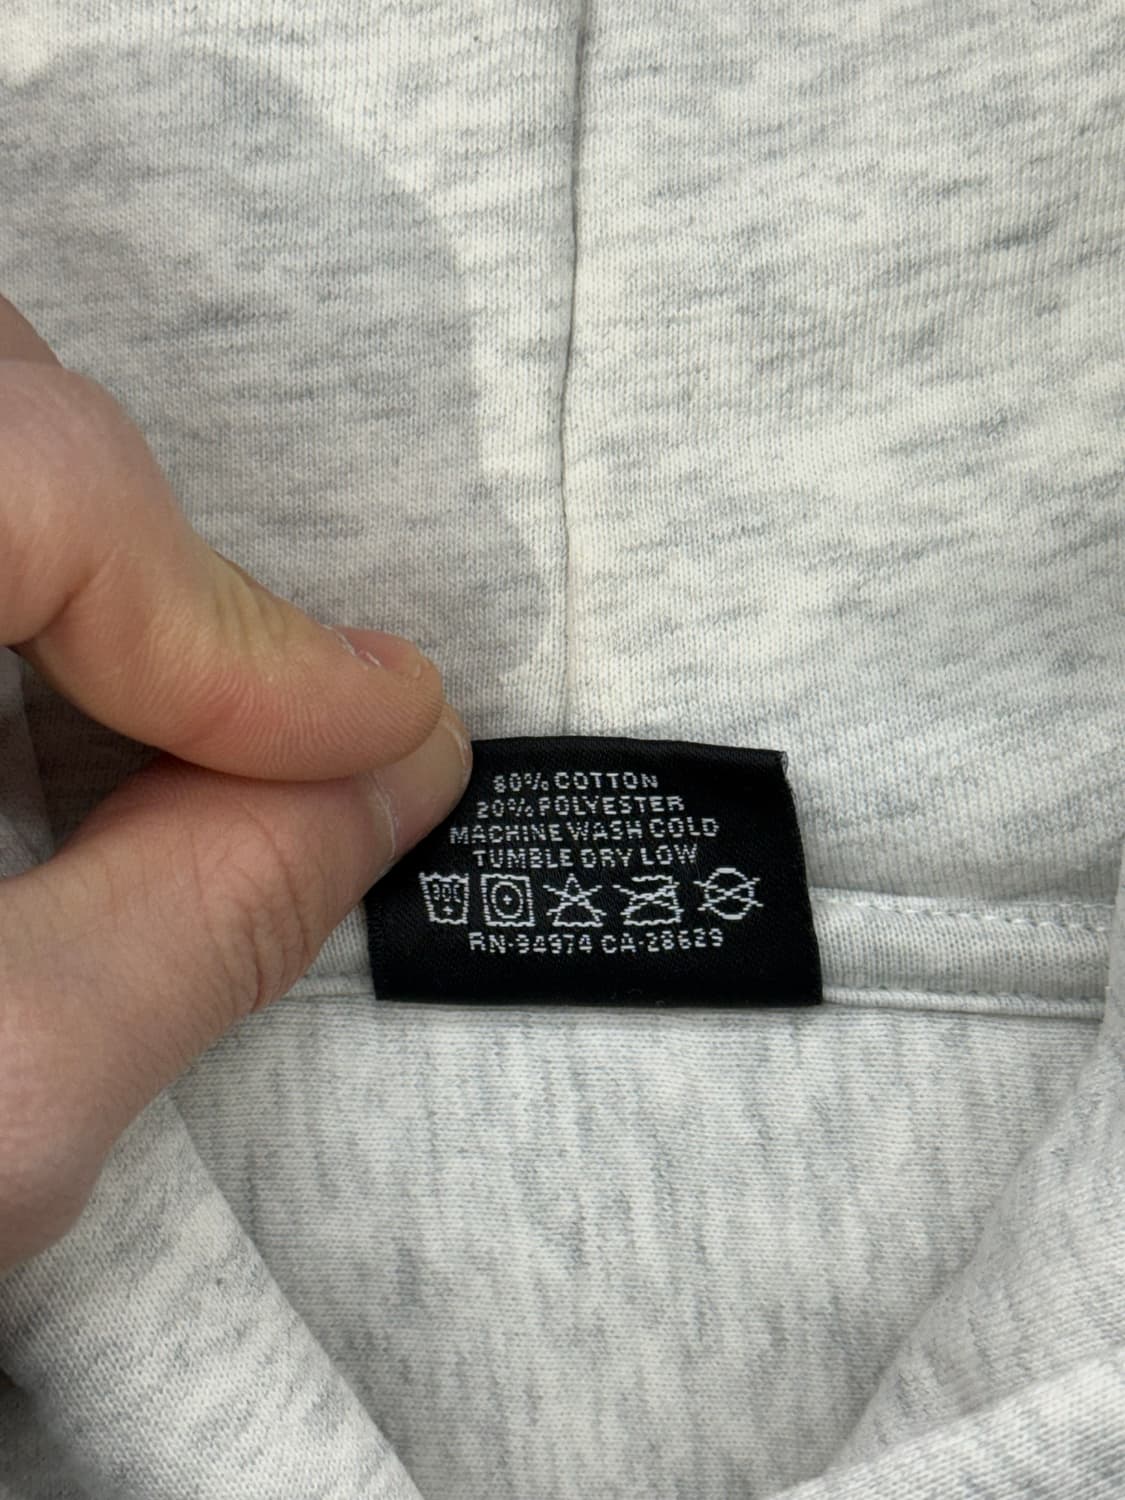 80% COTTON
20% POLYESTER
MACHINE WASH COLD
TUMBLE DRY LOW
RN-94974 CA-28629